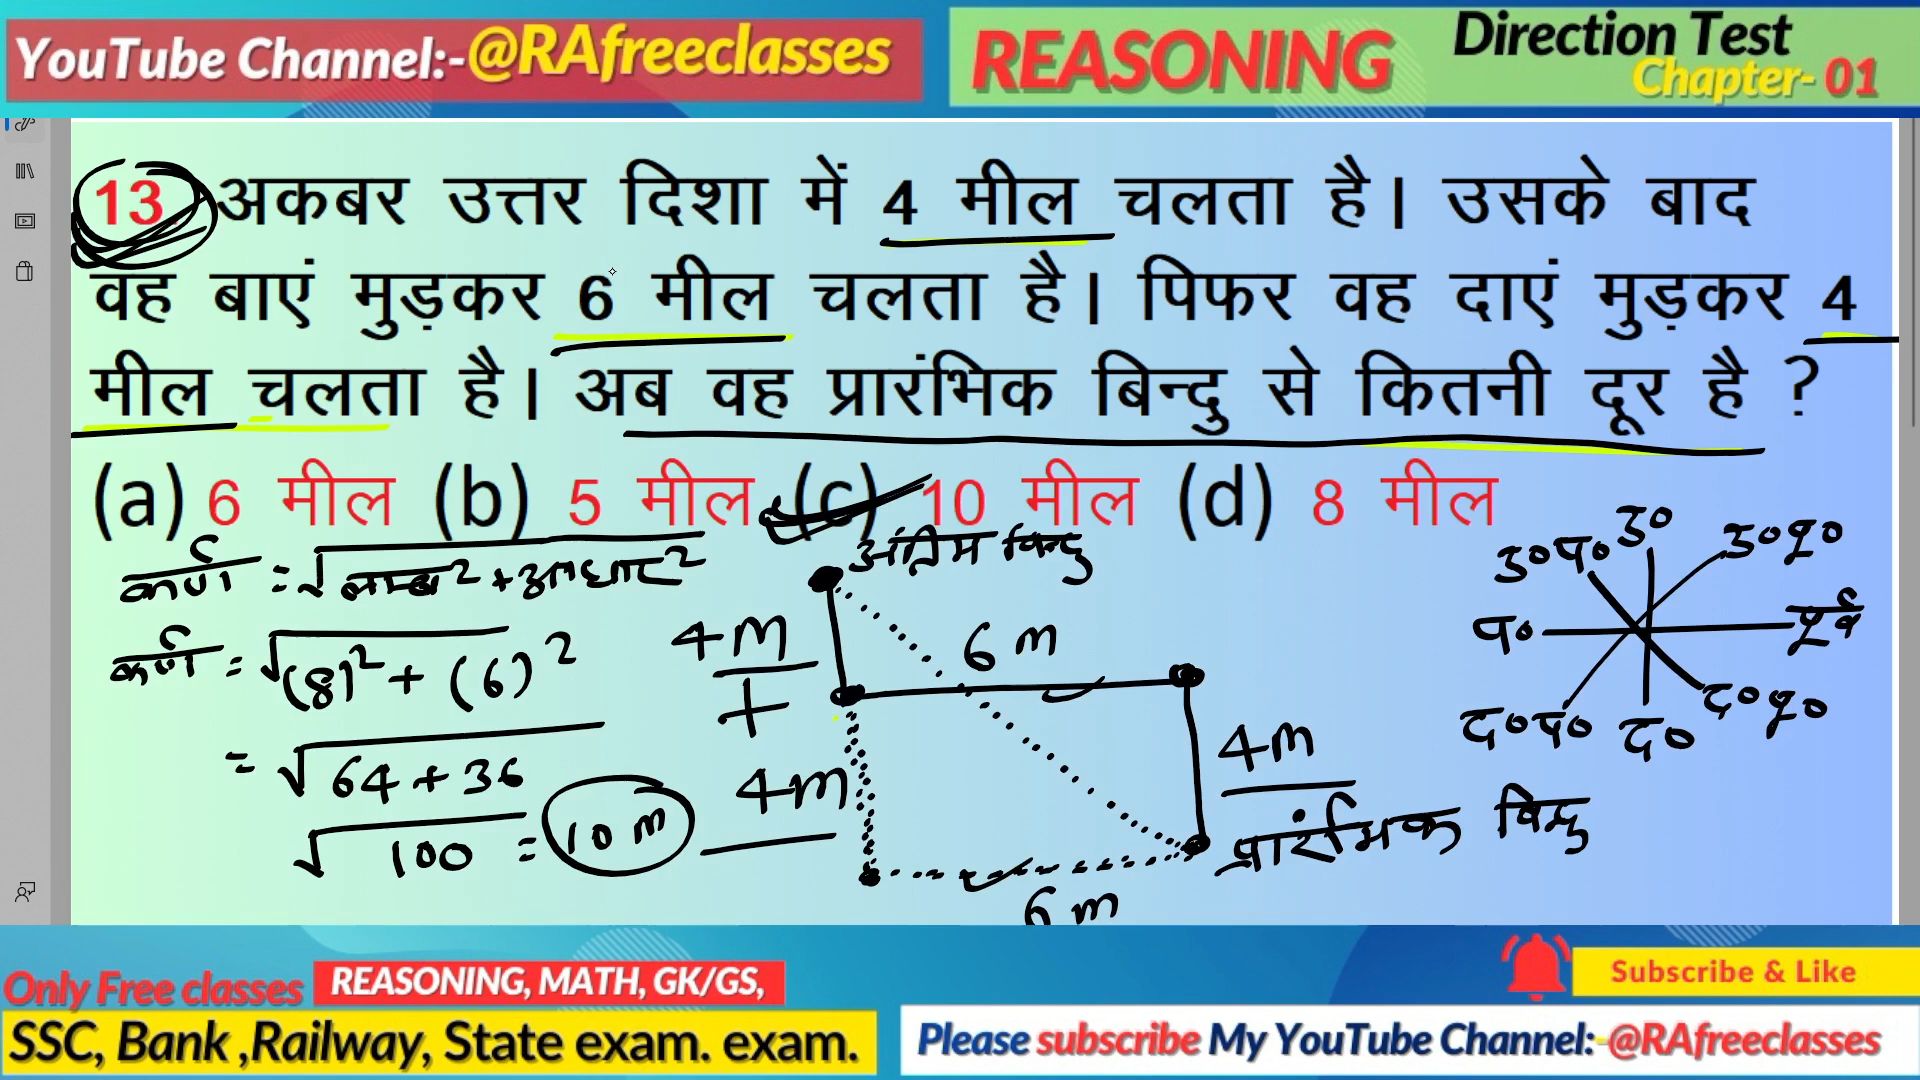 YouTube Channel:-@RAfreeclasses
REASONING
Direction Test
Chapter- 01
13 अकबर उत्तर दिशा में 4 मील चलता है। उसके बाद
वह बाएं मुड़कर 6 मील चलता है। पिफर वह दाएं मुड़कर 4
मील चलता है। अब वह प्रारंभिक बिन्दु से कितनी दूर है ?
(a) 6 मील (b) 5 मील (c) 10 मील (d) 8 मील
कर्ण = √लम्ब² + आधार²
कर्ण = √(8)² + (6)²
= √64 + 36
√100 = 10 m
अंतिम बिन्दु
4m
+
4m
6 m
4m
प्रारंभिक बिन्दु
6 m
उ०
उ०प० उ०पू०
प० पूर्व
द०प० द० द०पू०
Only Free classes REASONING, MATH, GK/GS,
SSC, Bank ,Railway, State exam. exam.
Subscribe & Like
Please subscribe My YouTube Channel:-@RAfreeclasses